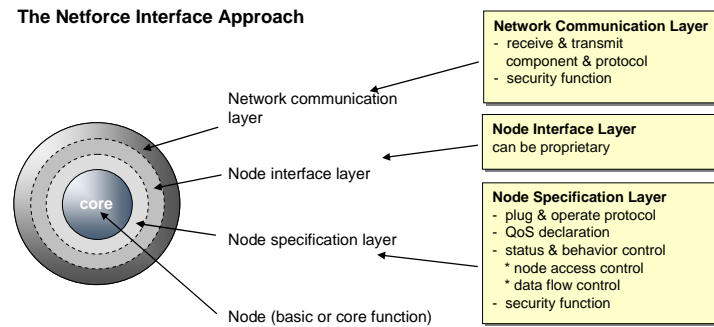 The Netforce Interface Approach
Network communication
layer
Node interface layer
core
Node specification layer
Node (basic or core function)
Network Communication Layer
- receive & transmit
component & protocol
- security function
Node Interface Layer
can be proprietary
Node Specification Layer
- plug & operate protocol
- QoS declaration
- status & behavior control
* node access control
* data flow control
- security function